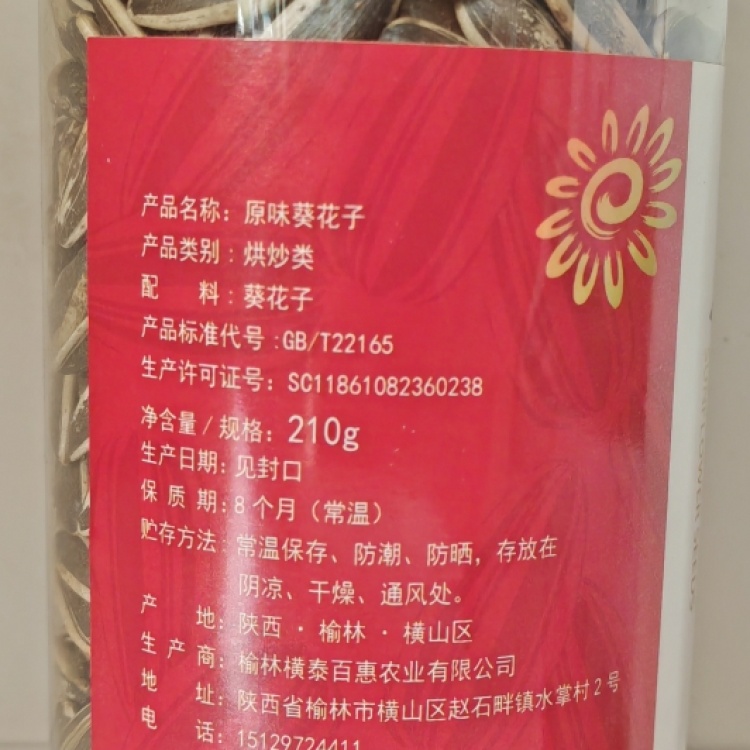 产品名称：原味葵花子
产品类别：烘炒类
配 料：葵花子
产品标准代号：GB/T22165
生产许可证号：SC11861082360238
净含量/规格：210g
生产日期：见封口
保 质 期：8个月（常温）
贮存方法：常温保存、防潮、防晒，存放在
阴凉、干燥、通风处。
产 地：陕西·榆林·横山区
生 产 商：榆林横泰百惠农业有限公司
地 址：陕西省榆林市横山区赵石畔镇水掌村2号
电 话：15129724411